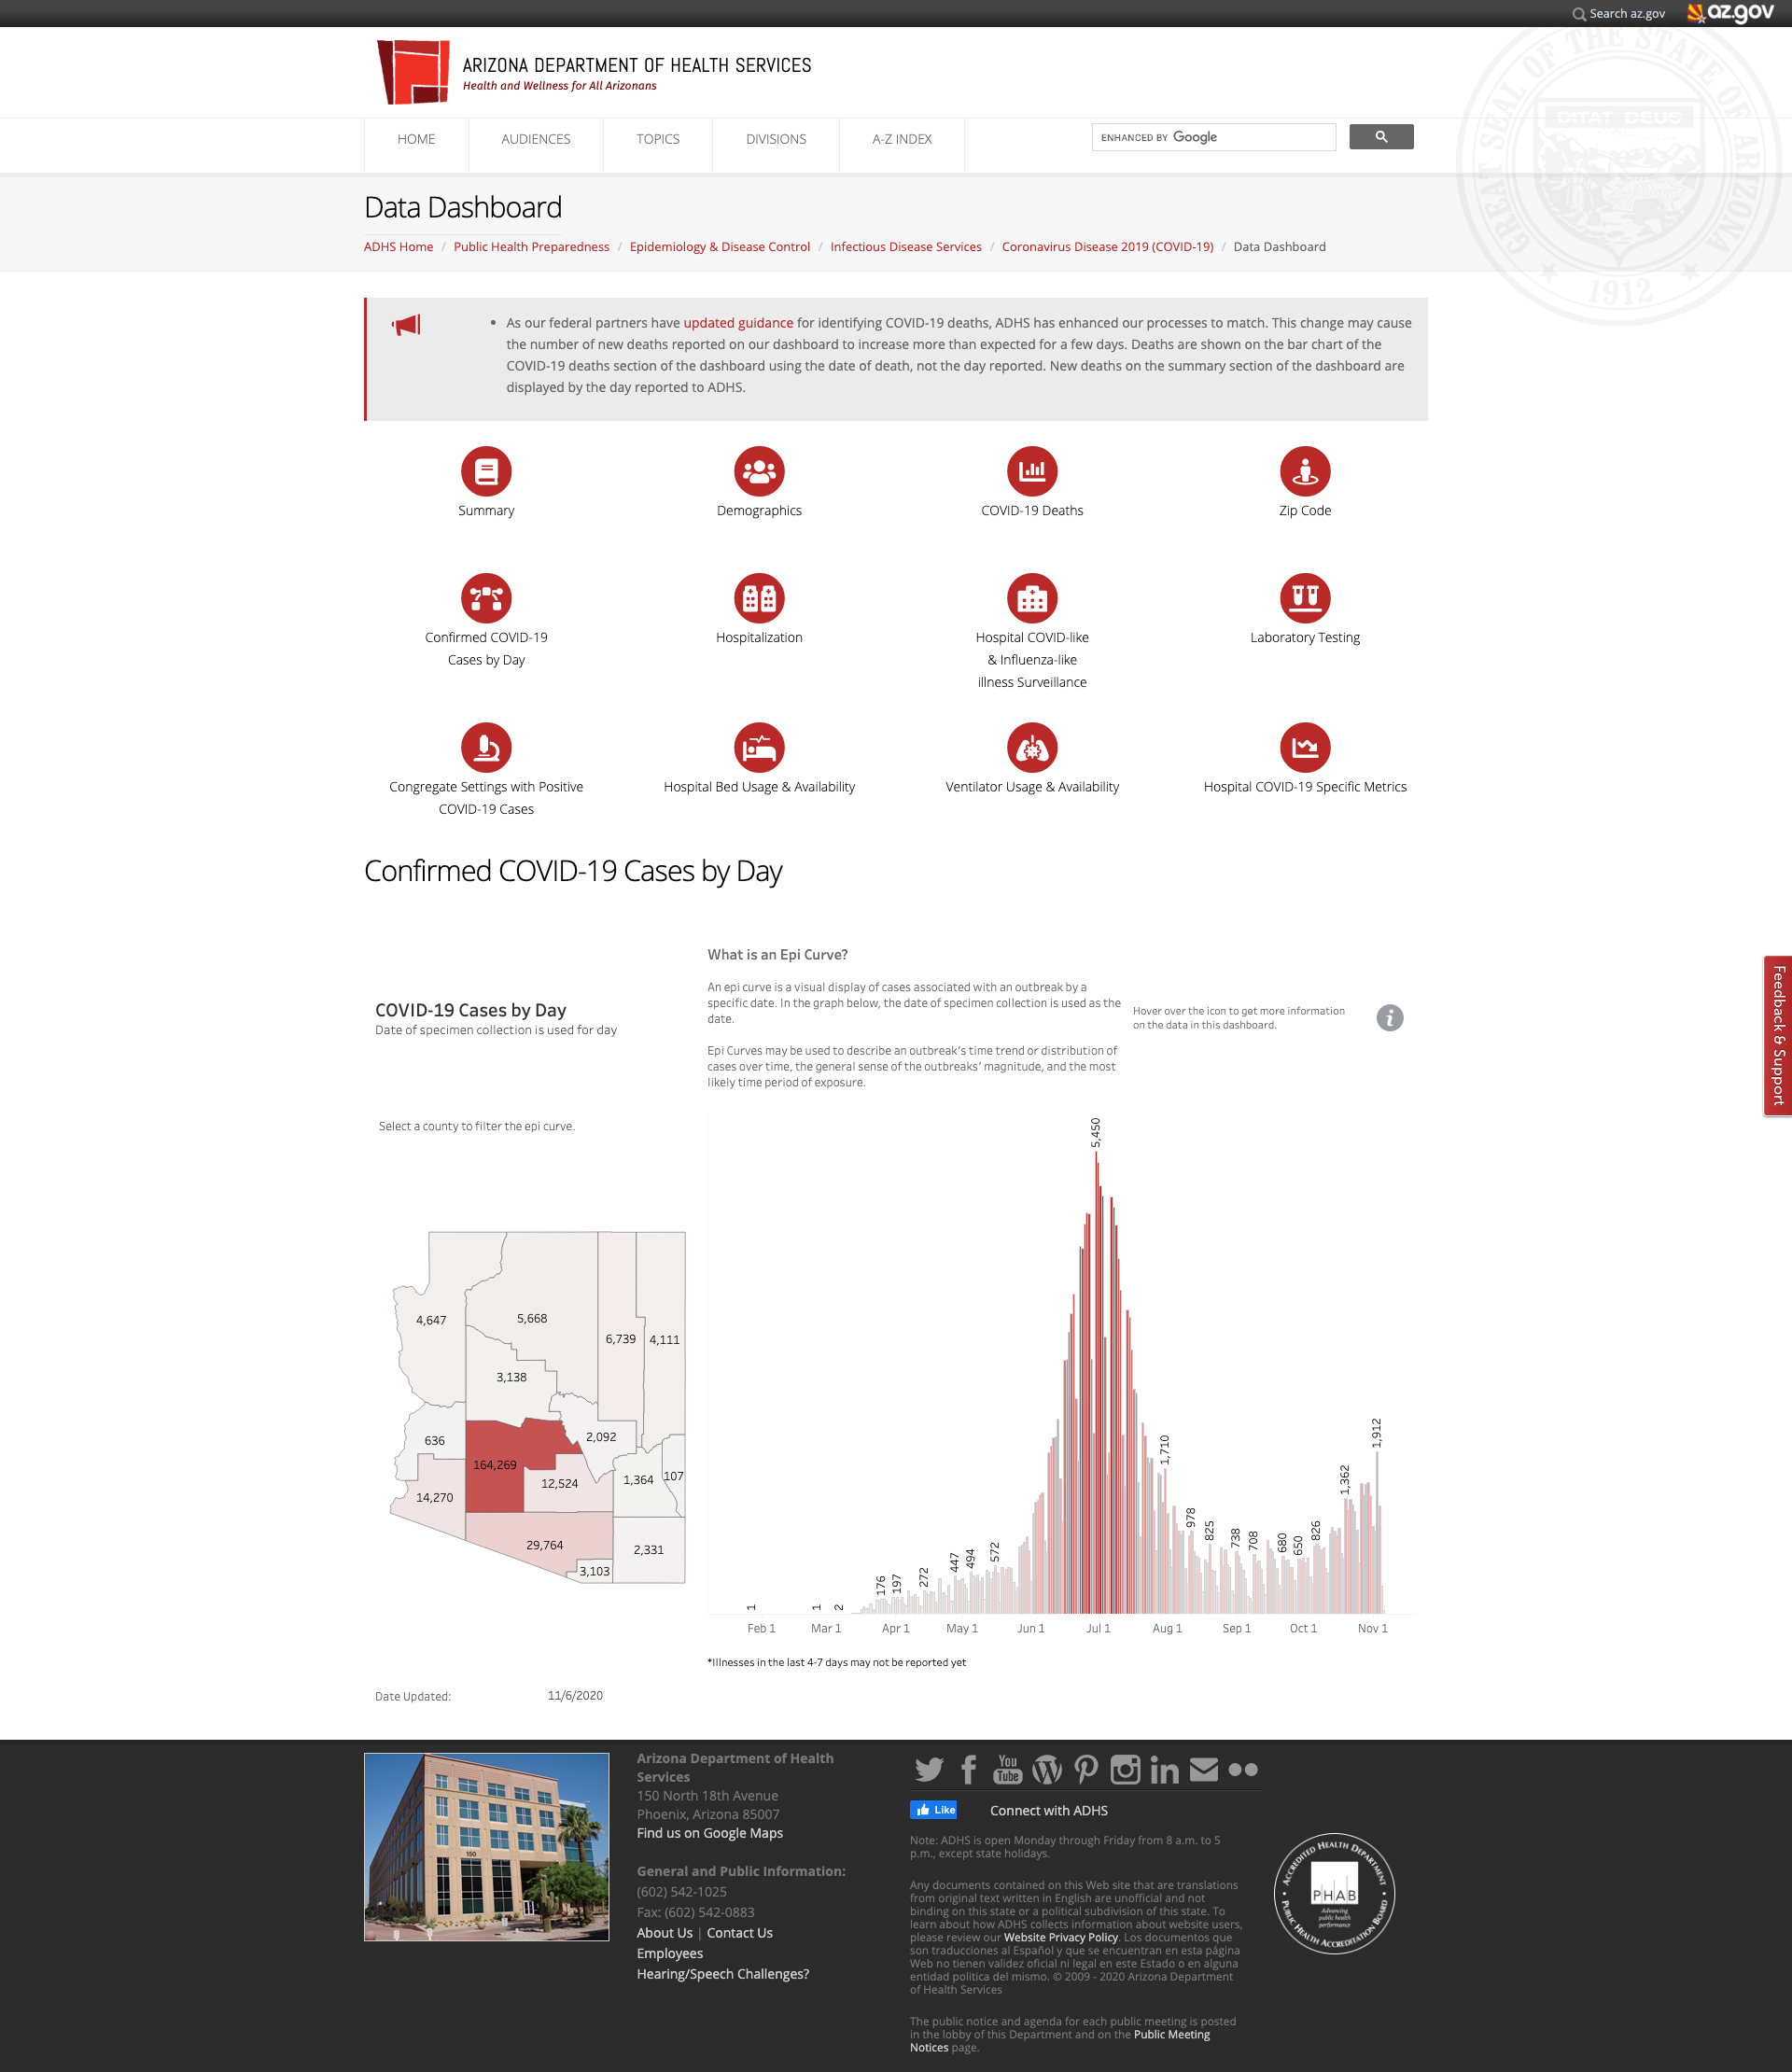 Search az.gov
az.gov
ARIZONA DEPARTMENT OF HEALTH SERVICES
Health and Wellness for All Arizonans
GREAT SEAL OF THE STATE OF ARIZONA
DITAT DEUS
1912
HOME
AUDIENCES
TOPICS
DIVISIONS
A-Z INDEX
ENHANCED BY Google
Data Dashboard
ADHS Home / Public Health Preparedness / Epidemiology & Disease Control / Infectious Disease Services / Coronavirus Disease 2019 (COVID-19) / Data Dashboard
• As our federal partners have updated guidance for identifying COVID-19 deaths, ADHS has enhanced our processes to match. This change may cause
the number of new deaths reported on our dashboard to increase more than expected for a few days. Deaths are shown on the bar chart of the
COVID-19 deaths section of the dashboard using the date of death, not the day reported. New deaths on the summary section of the dashboard are
displayed by the day reported to ADHS.
Summary
Demographics
COVID-19 Deaths
Zip Code
Confirmed COVID-19
Cases by Day
Hospitalization
Hospital COVID-like
& Influenza-like
illness Surveillance
Laboratory Testing
Congregate Settings with Positive
COVID-19 Cases
Hospital Bed Usage & Availability
Ventilator Usage & Availability
Hospital COVID-19 Specific Metrics
Confirmed COVID-19 Cases by Day
COVID-19 Cases by Day
Date of specimen collection is used for day
What is an Epi Curve?
An epi curve is a visual display of cases associated with an outbreak by a
specific date. In the graph below, the date of specimen collection is used as the
date.
Epi Curves may be used to describe an outbreak's time trend or distribution of
cases over time, the general sense of the outbreaks' magnitude, and the most
likely time period of exposure.
Hover over the icon to get more information
on the data in this dashboard.
i
Feedback & Support
Select a county to filter the epi curve.
4,647
5,668
6,739
4,111
3,138
636
2,092
164,269
12,524
1,364
107
14,270
29,764
2,331
3,103
1
1
2
176
197
272
447
494
572
5,450
1,710
978
825
738
708
680
650
826
1,362
1,912
Feb 1
Mar 1
Apr 1
May 1
Jun 1
Jul 1
Aug 1
Sep 1
Oct 1
Nov 1
*Illnesses in the last 4-7 days may not be reported yet
Date Updated:
11/6/2020
150
Arizona Department of Health
Services
150 North 18th Avenue
Phoenix, Arizona 85007
Find us on Google Maps
General and Public Information:
(602) 542-1025
Fax: (602) 542-0883
About Us | Contact Us
Employees
Hearing/Speech Challenges?
You
Tube
in
Like
Connect with ADHS
Note: ADHS is open Monday through Friday from 8 a.m. to 5
p.m., except state holidays.
Any documents contained on this Web site that are translations
from original text written in English are unofficial and not
binding on this state or a political subdivision of this state. To
learn about how ADHS collects information about website users,
please review our Website Privacy Policy. Los documentos que
son traducciones al Español y que se encuentran en esta página
Web no tienen validez oficial ni legal en este Estado o en alguna
entidad politica del mismo. © 2009 - 2020 Arizona Department
of Health Services
The public notice and agenda for each public meeting is posted
in the lobby of this Department and on the Public Meeting
Notices page.
ACCREDITED HEALTH DEPARTMENT
PHAB
Advancing
public health
performance
PUBLIC HEALTH ACCREDITATION BOARD